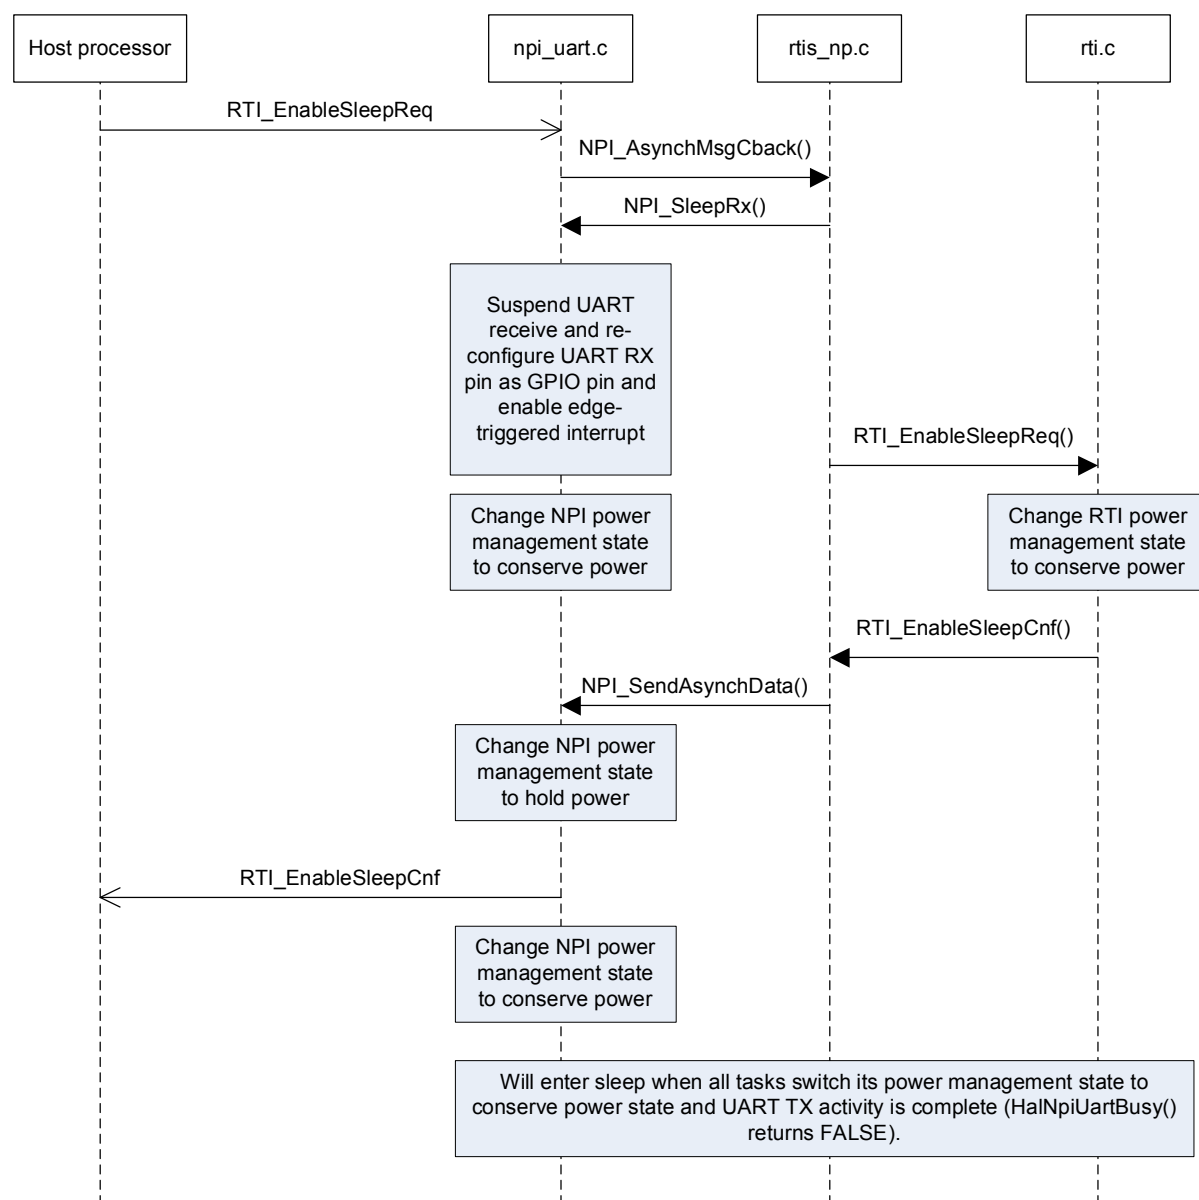 Host processor
npi_uart.c
rtis_np.c
rti.c
RTI_EnableSleepReq
NPI_AsynchMsgCback()
NPI_SleepRx()
Suspend UART
receive and re-
configure UART RX
pin as GPIO pin and
enable edge-
triggered interrupt
RTI_EnableSleepReq()
Change NPI power
management state
to conserve power
Change RTI power
management state
to conserve power
RTI_EnableSleepCnf()
NPI_SendAsynchData()
Change NPI power
management state
to hold power
RTI_EnableSleepCnf
Change NPI power
management state
to conserve power
Will enter sleep when all tasks switch its power management state to
conserve power state and UART TX activity is complete (HalNpiUartBusy()
returns FALSE).